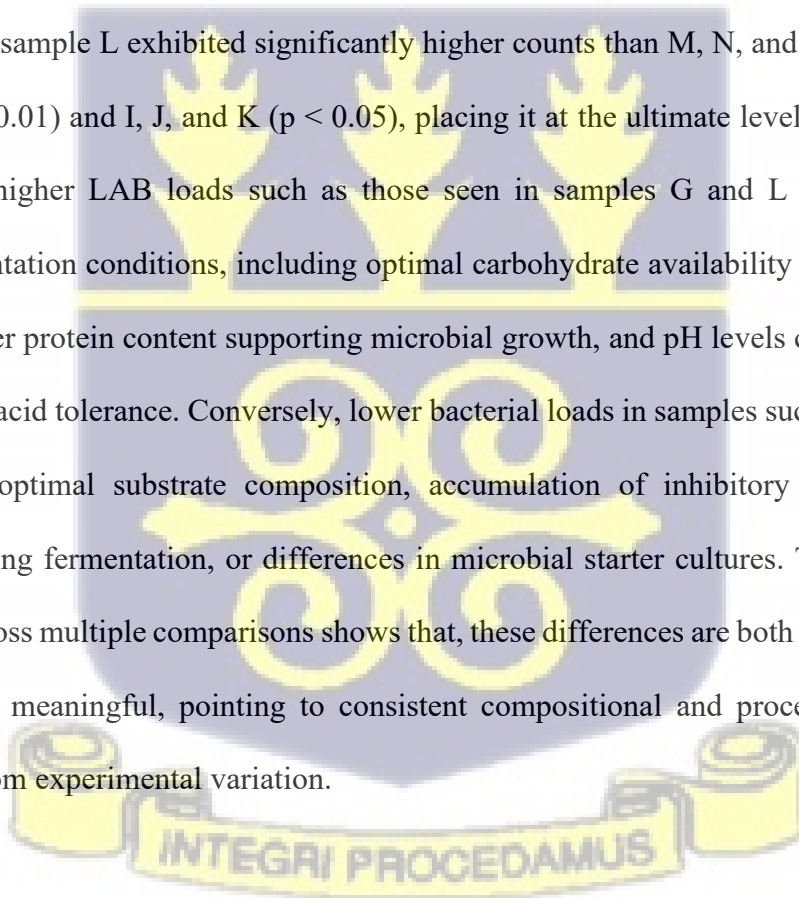 sample L exhibited significantly higher counts than M, N, and
0.01) and I, J, and K (p < 0.05), placing it at the ultimate level
higher LAB loads such as those seen in samples G and L
ntation conditions, including optimal carbohydrate availability
er protein content supporting microbial growth, and pH levels
acid tolerance. Conversely, lower bacterial loads in samples suc
optimal substrate composition, accumulation of inhibitory
ng fermentation, or differences in microbial starter cultures.
oss multiple comparisons shows that, these differences are both
meaningful, pointing to consistent compositional and proce
om experimental variation.
INTEGRI PROCEDAMUS